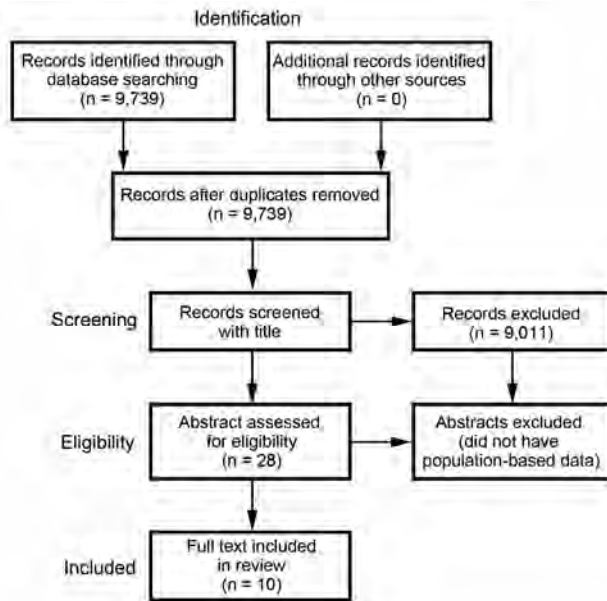 Identification
Records identified through
database searching
(n = 9,739)
Additional records identified
through other sources
(n = 0)
Records after duplicates removed
(n = 9,739)
Screening
Records screened
with title
Records excluded
(n = 9,011)
Eligibility
Abstract assessed
for eligibility
(n = 28)
Abstracts excluded
(did not have
population-based data)
Included
Full text included
in review
(n = 10)